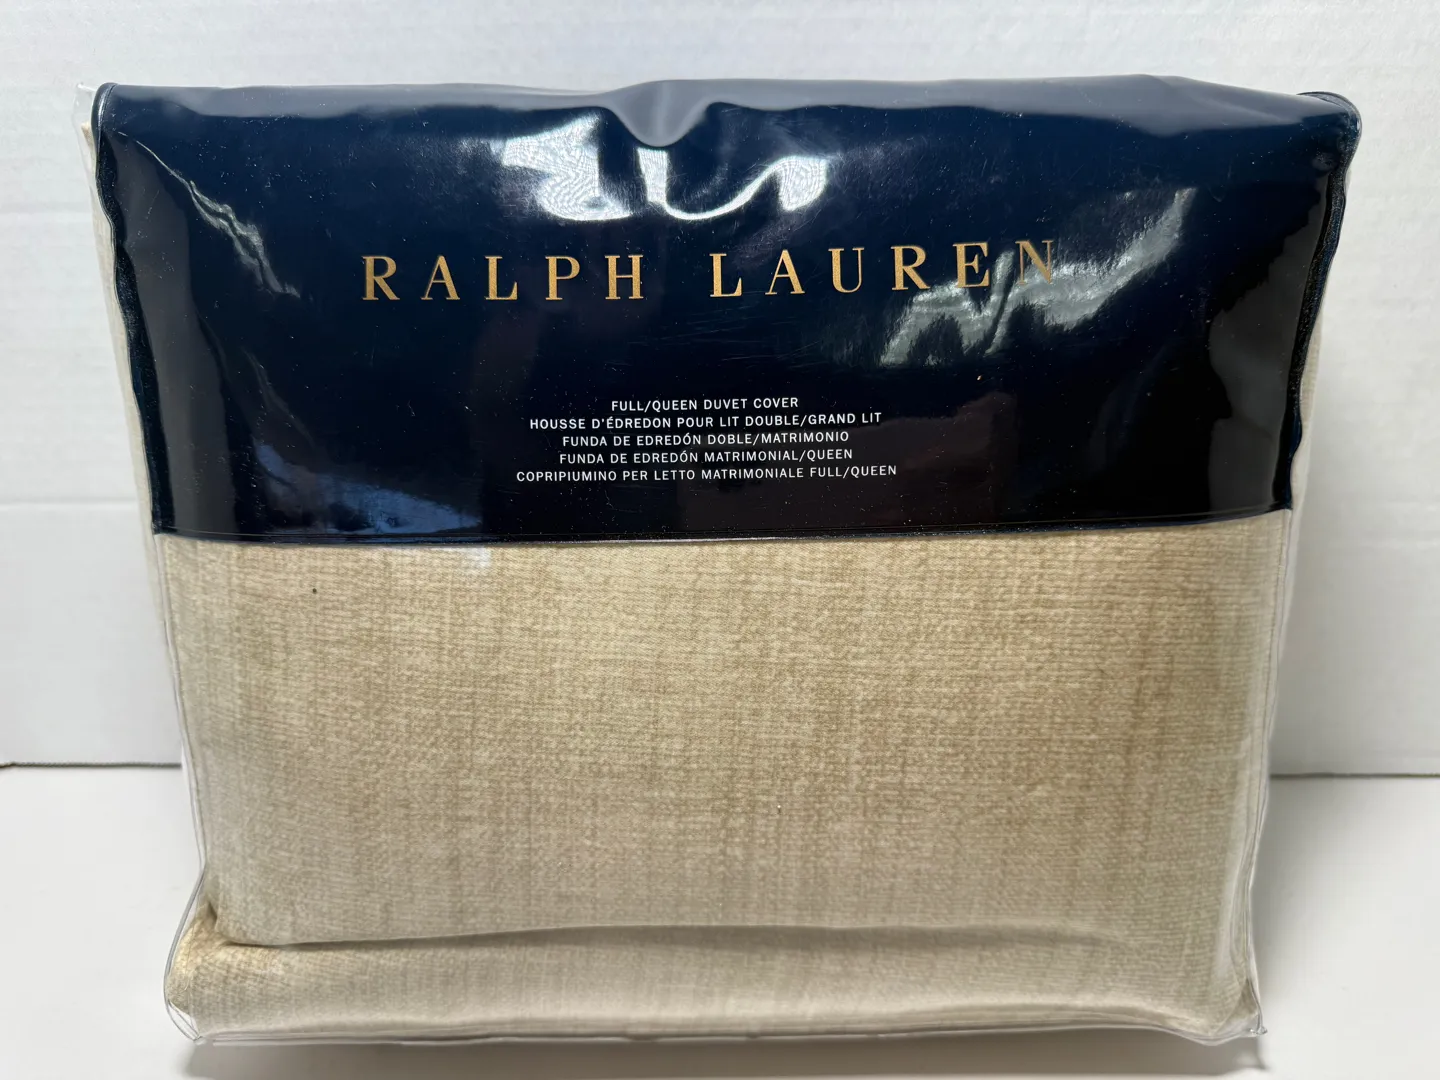 RALPH LAUREN
FULL/QUEEN DUVET COVER
HOUSSE D'ÉDREDON POUR LIT DOUBLE/GRAND LIT
FUNDA DE EDREDÓN DOBLE/MATRIMONIO
FUNDA DE EDREDÓN MATRIMONIAL/QUEEN
COPRIPIUMINO PER LETTO MATRIMONIALE FULL/QUEEN